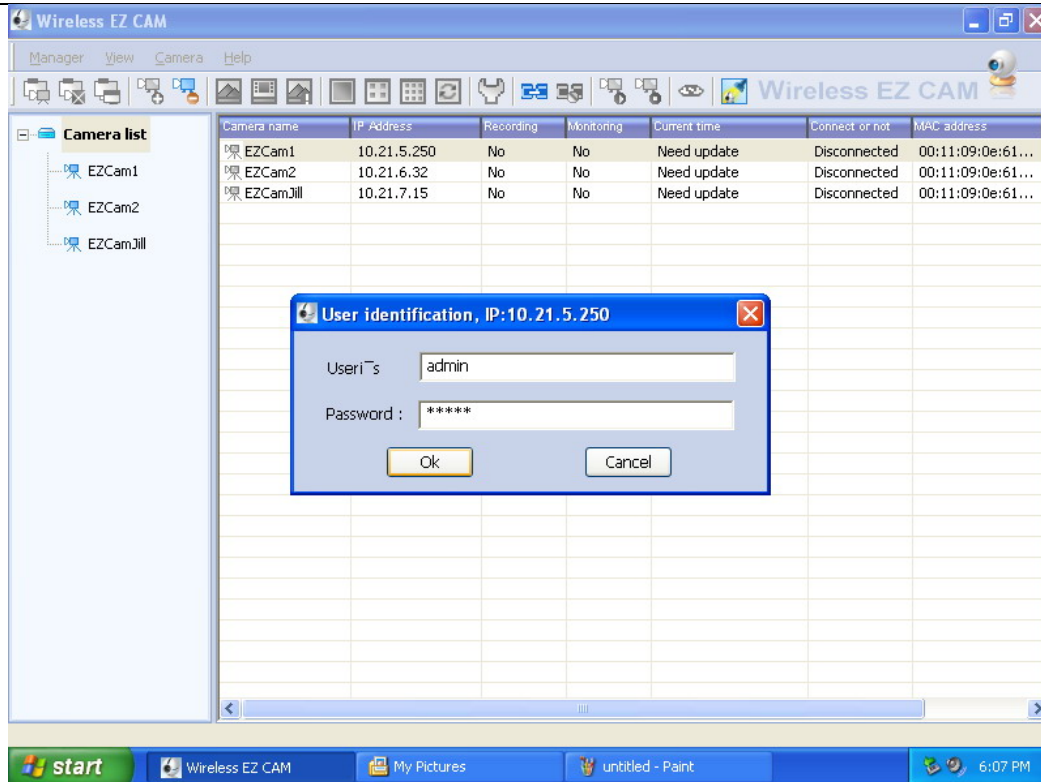 Wireless EZ CAM
Manager View Camera Help
Wireless EZ CAM
Camera list
EZCam1
EZCam2
EZCamJill
Camera name IP Address Recording Monitoring Current time Connect or not MAC address
EZCam1 10.21.5.250 No No Need update Disconnected 00:11:09:0e:61...
EZCam2 10.21.6.32 No No Need update Disconnected 00:11:09:0e:61...
EZCamJill 10.21.7.15 No No Need update Disconnected 00:11:09:0e:61...
User identification, IP:10.21.5.250
Useri¯s admin
Password : *****
Ok Cancel
start Wireless EZ CAM My Pictures untitled - Paint 6:07 PM